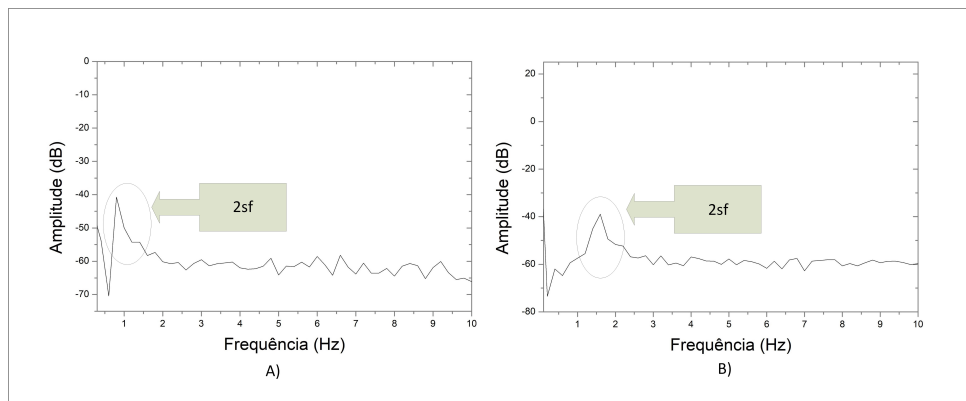 0
-10
-20
-30
-40
-50
-60
-70
Amplitude (dB)
2sf
1 2 3 4 5 6 7 8 9 10
Frequência (Hz)
A)
20
0
-20
-40
-60
-80
Amplitude (dB)
2sf
1 2 3 4 5 6 7 8 9 10
Frequência (Hz)
B)